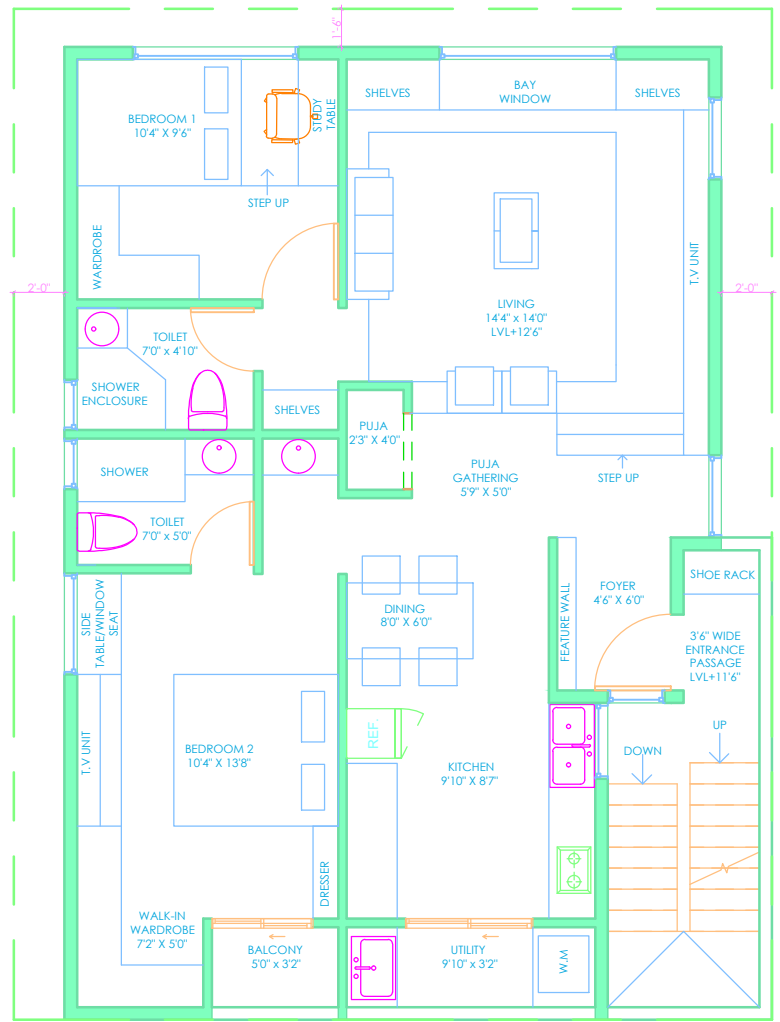 1'-6"
SHELVES
BAY
WINDOW
SHELVES
BEDROOM 1
10'4" X 9'6"
STUDY
TABLE
STEP UP
WARDROBE
T.V UNIT
2'-0"
2'-0"
LIVING
14'4" x 14'0"
LVL+12'6"
TOILET
7'0" x 4'10"
SHOWER
ENCLOSURE
SHELVES
PUJA
2'3" X 4'0"
PUJA
GATHERING
5'9" X 5'0"
STEP UP
SHOWER
TOILET
7'0" x 5'0"
SIDE
TABLE/WINDOW
SEAT
DINING
8'0" X 6'0"
FEATURE WALL
FOYER
4'6" X 6'0"
SHOE RACK
3'6" WIDE
ENTRANCE
PASSAGE
LVL+11'6"
REF.
T.V UNIT
BEDROOM 2
10'4" X 13'8"
KITCHEN
9'10" X 8'7"
DOWN
UP
DRESSER
WALK-IN
WARDROBE
7'2" X 5'0"
BALCONY
5'0" x 3'2"
UTILITY
9'10" x 3'2"
W.M